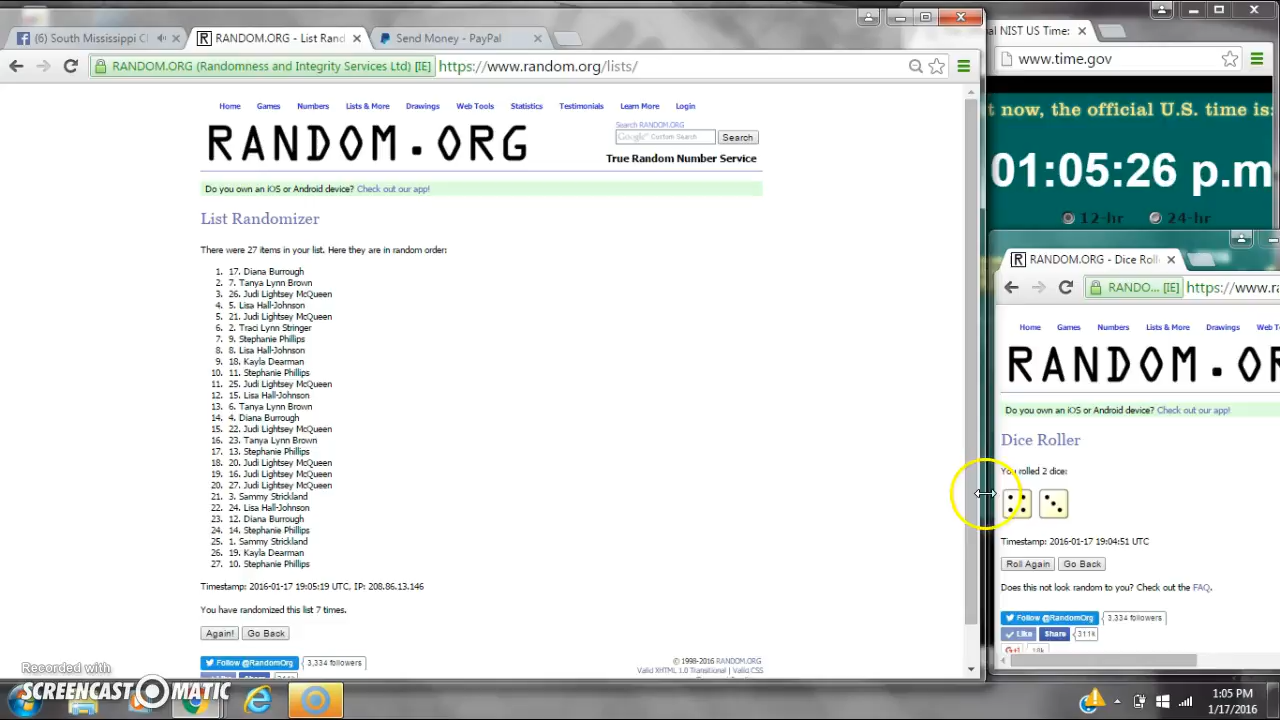 (6) South Mississippi Cl
RANDOM.ORG - List Rand
Send Money - PayPal
RANDOM.ORG (Randomness and Integrity Services Ltd) [IE]
https://www.random.org/lists/
Home Games Numbers Lists & More Drawings Web Tools Statistics Testimonials Learn More Login
RANDOM.ORG
Search RANDOM.ORG
Google™ Custom Search
Search
True Random Number Service
Do you own an iOS or Android device? Check out our app!
List Randomizer
There were 27 items in your list. Here they are in random order:
1. 17. Diana Burrough
2. 7. Tanya Lynn Brown
3. 26. Judi Lightsey McQueen
4. 5. Lisa Hall-Johnson
5. 21. Judi Lightsey McQueen
6. 2. Traci Lynn Stringer
7. 9. Stephanie Phillips
8. 8. Lisa Hall-Johnson
9. 18. Kayla Dearman
10. 11. Stephanie Phillips
11. 25. Judi Lightsey McQueen
12. 15. Lisa Hall-Johnson
13. 6. Tanya Lynn Brown
14. 4. Diana Burrough
15. 22. Judi Lightsey McQueen
16. 23. Tanya Lynn Brown
17. 13. Stephanie Phillips
18. 20. Judi Lightsey McQueen
19. 16. Judi Lightsey McQueen
20. 27. Judi Lightsey McQueen
21. 3. Sammy Strickland
22. 24. Lisa Hall-Johnson
23. 12. Diana Burrough
24. 14. Stephanie Phillips
25. 1. Sammy Strickland
26. 19. Kayla Dearman
27. 10. Stephanie Phillips
Timestamp: 2016-01-17 19:05:19 UTC, IP: 208.86.13.146
You have randomized this list 7 times.
Again! Go Back
Follow @RandomOrg 3,334 followers
© 1998-2016 RANDOM.ORG
Valid XHTML 1.0 Transitional | Valid CSS
al NIST US Time:
www.time.gov
t now, the official U.S. time is:
01:05:26 p.m
12-hr 24-hr
RANDOM.ORG - Dice Roll
RANDO... [IE] https://www.ra
Home Games Numbers Lists & More Drawings Web T
RANDOM.OR
Do you own an iOS or Android device? Check out our app!
Dice Roller
You rolled 2 dice:
Timestamp: 2016-01-17 19:04:51 UTC
Roll Again Go Back
Does this not look random to you? Check out the FAQ.
Follow @RandomOrg 3,334 followers
Like Share 311k
Recorded with
SCREENCAST-O-MATIC
1:05 PM
1/17/2016